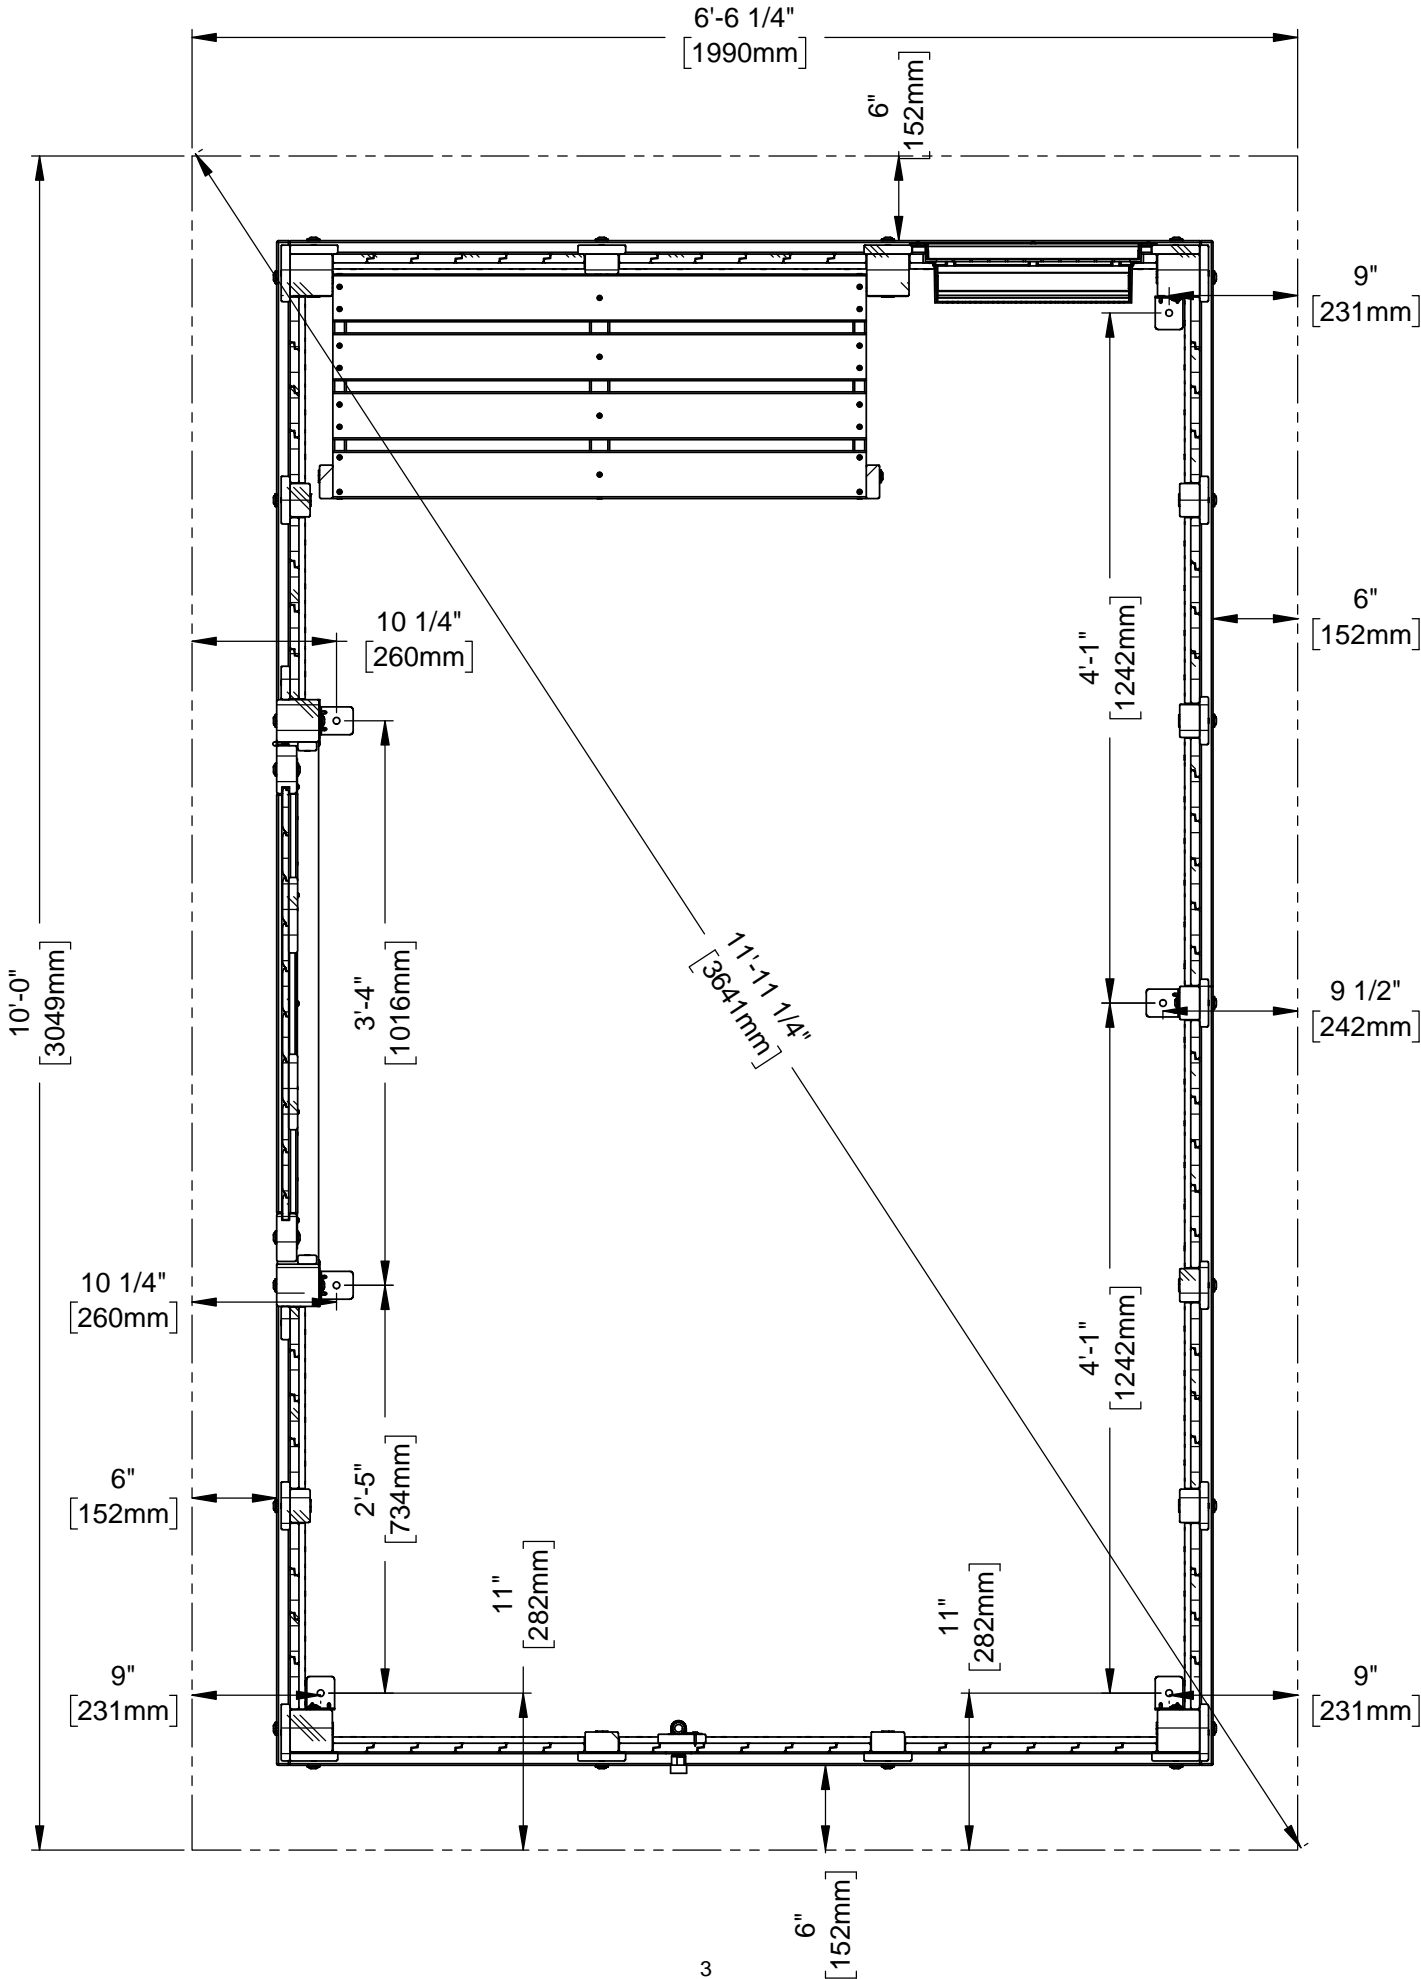 6'-6 1/4"
[1990mm]
6"
[152mm]
9"
[231mm]
6"
[152mm]
10 1/4"
[260mm]
4'-1"
[1242mm]
10'-0"
[3049mm]
3'-4"
[1016mm]
11'-11 1/4"
[3641mm]
9 1/2"
[242mm]
10 1/4"
[260mm]
4'-1"
[1242mm]
6"
[152mm]
2'-5"
[734mm]
11"
[282mm]
11"
[282mm]
9"
[231mm]
9"
[231mm]
6"
[152mm]
3